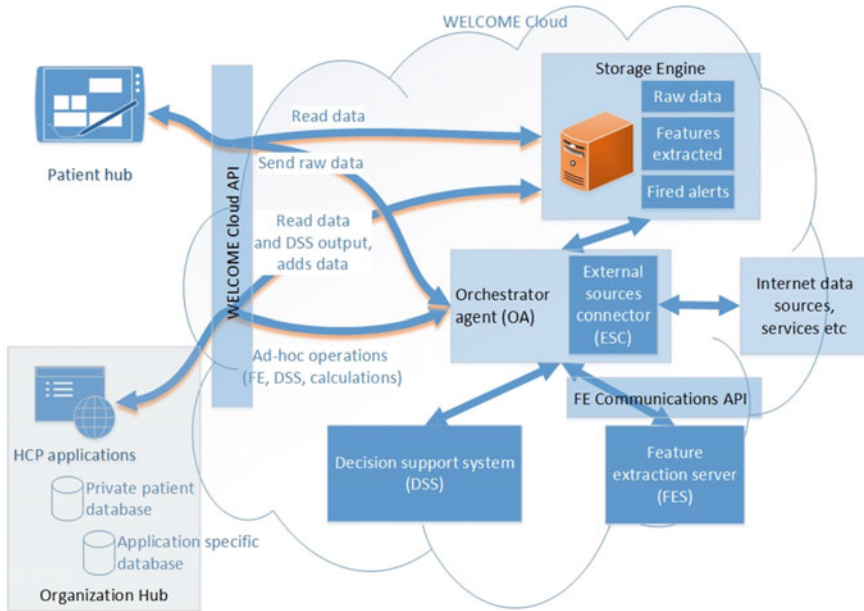 WELCOME Cloud
Storage Engine
Raw data
Features
extracted
Fired alerts
Patient hub
WELCOME Cloud API
Read data
Send raw data
Read data
and DSS output,
adds data
Orchestrator
agent (OA)
External
sources
connector
(ESC)
Internet data
sources,
services etc
Ad-hoc operations
(FE, DSS, calculations)
FE Communications API
Decision support system
(DSS)
Feature
extraction server
(FES)
HCP applications
Private patient
database
Application specific
database
Organization Hub